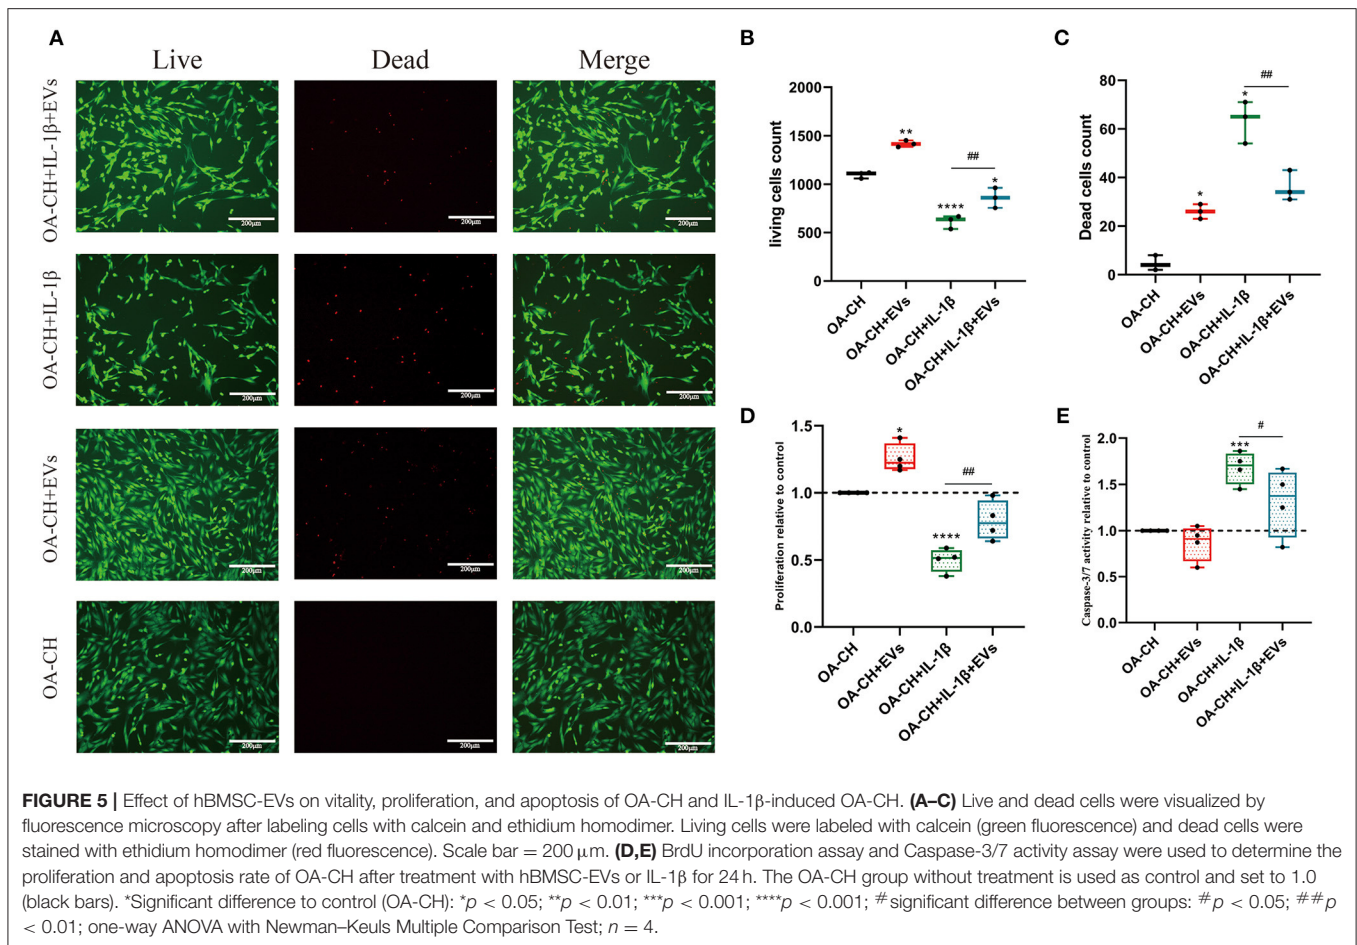 A
Live
Dead
Merge
OA-CH+IL-1β+EVs
200μm
200μm
200μm
OA-CH+IL-1β
200μm
200μm
200μm
OA-CH+EVs
200μm
200μm
200μm
OA-CH
200μm
200μm
200μm
B
living cells count
2000
1500
1000
500
0
**
****
##
*
OA-CH
OA-CH+EVs
OA-CH+IL-1β
OA-CH+IL-1β+EVs
C
Dead cells count
80
60
40
20
0
*
*
##
OA-CH
OA-CH+EVs
OA-CH+IL-1β
OA-CH+IL-1β+EVs
D
Proliferation relative to control
1.5
1.0
0.5
0.0
*
****
##
OA-CH
OA-CH+EVs
OA-CH+IL-1β
OA-CH+IL-1β+EVs
E
Caspase-3/7 activity relative to control
2.0
1.5
1.0
0.5
0.0
***
#
OA-CH
OA-CH+EVs
OA-CH+IL-1β
OA-CH+IL-1β+EVs
FIGURE 5 | Effect of hBMSC-EVs on vitality, proliferation, and apoptosis of OA-CH and IL-1β-induced OA-CH. (A–C) Live and dead cells were visualized by
fluorescence microscopy after labeling cells with calcein and ethidium homodimer. Living cells were labeled with calcein (green fluorescence) and dead cells were
stained with ethidium homodimer (red fluorescence). Scale bar = 200 μm. (D,E) BrdU incorporation assay and Caspase-3/7 activity assay were used to determine the
proliferation and apoptosis rate of OA-CH after treatment with hBMSC-EVs or IL-1β for 24 h. The OA-CH group without treatment is used as control and set to 1.0
(black bars). *Significant difference to control (OA-CH): *p < 0.05; **p < 0.01; ***p < 0.001; ****p < 0.001; #significant difference between groups: #p < 0.05; ##p
< 0.01; one-way ANOVA with Newman–Keuls Multiple Comparison Test; n = 4.